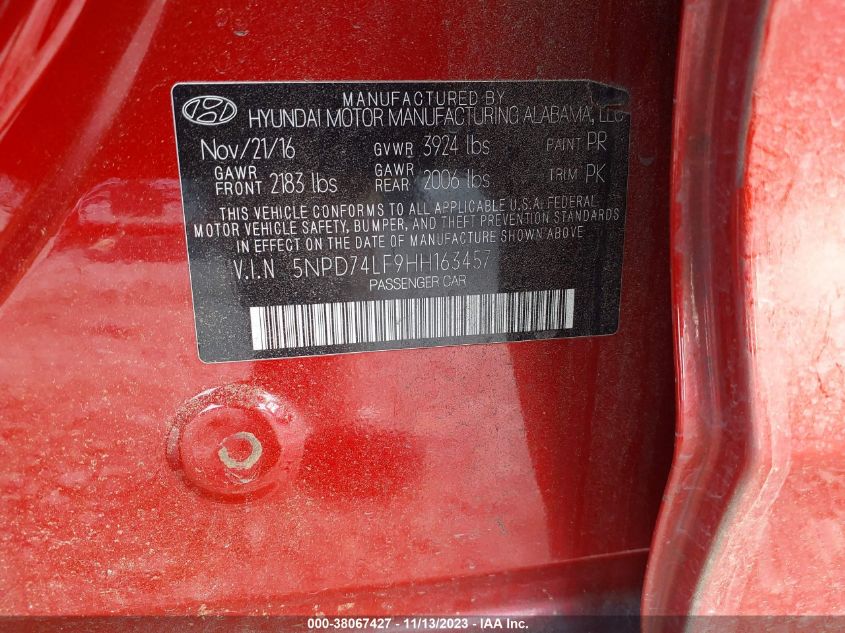 MANUFACTURED BY
HYUNDAI MOTOR MANUFACTURING ALABAMA, LLC
Nov/21/16 GVWR 3924 lbs PAINT PR
GAWR FRONT 2183 lbs GAWR REAR 2006 lbs TRIM PK
THIS VEHICLE CONFORMS TO ALL APPLICABLE U.S.A. FEDERAL
MOTOR VEHICLE SAFETY, BUMPER, AND THEFT PREVENTION STANDARDS
IN EFFECT ON THE DATE OF MANUFACTURE SHOWN ABOVE.
V.I.N 5NPD74LF9HH163457
PASSENGER CAR
000-38067427 - 11/13/2023 - IAA Inc.